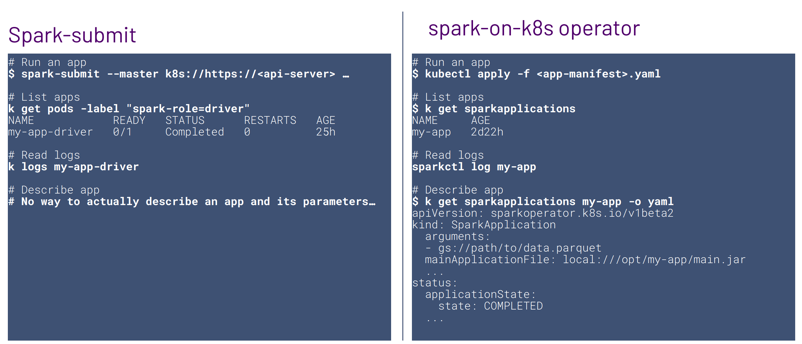 Spark-submit
# Run an app
$ spark-submit --master k8s://https://<api-server> …
# List apps
k get pods -label "spark-role=driver"
NAME READY STATUS RESTARTS AGE
my-app-driver 0/1 Completed 0 25h
# Read logs
k logs my-app-driver
# Describe app
# No way to actually describe an app and its parameters…
spark-on-k8s operator
# Run an app
$ kubectl apply -f <app-manifest>.yaml
# List apps
$ k get sparkapplications
NAME AGE
my-app 2d22h
# Read logs
sparkctl log my-app
# Describe app
$ k get sparkapplications my-app -o yaml
apiVersion: sparkoperator.k8s.io/v1beta2
kind: SparkApplication
arguments:
- gs://path/to/data.parquet
mainApplicationFile: local:///opt/my-app/main.jar
...
status:
applicationState:
state: COMPLETED
...